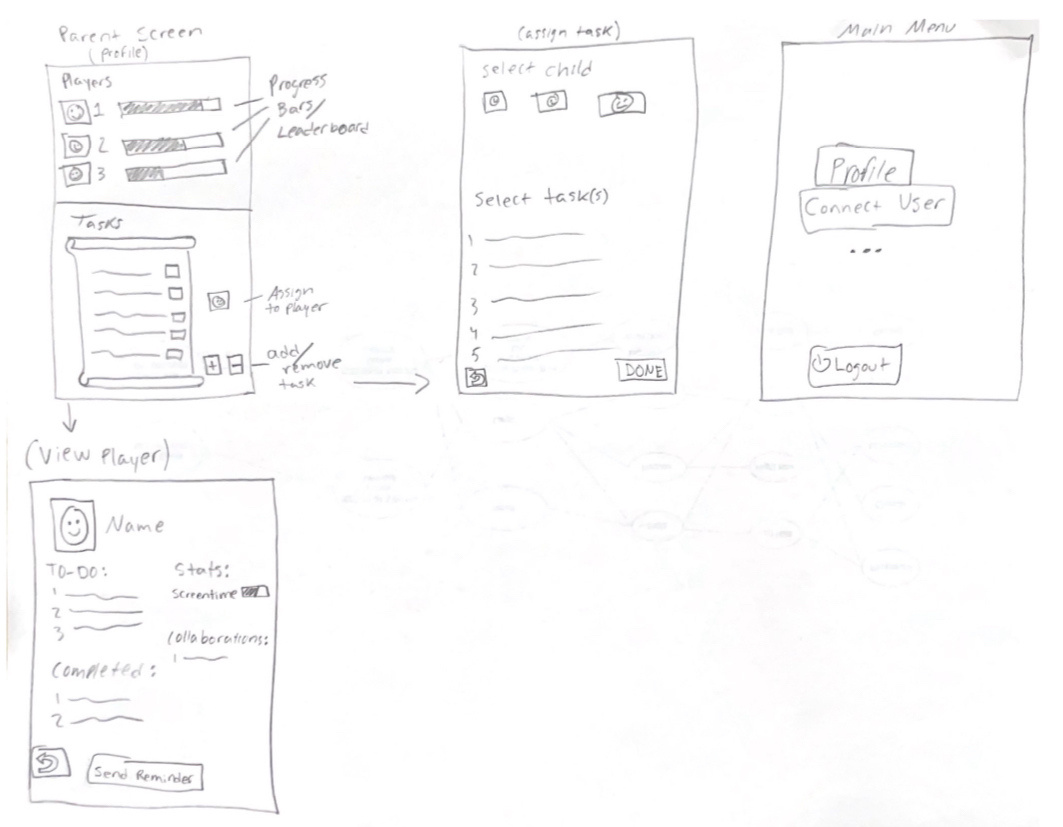 Parent Screen
(profile)
Players
1
2
3
Progress
Bars/
Leaderboard
Tasks
Assign
to player
+ -
add/
remove
task
(assign task)
select child
Select task(s)
1
2
3
4
5
DONE
Main Menu
Profile
Connect User
...
Logout
(View Player)
Name
TO-DO:
1
2
3
Stats:
Screentime
Collaborations:
1
Completed:
1
2
Send Reminder